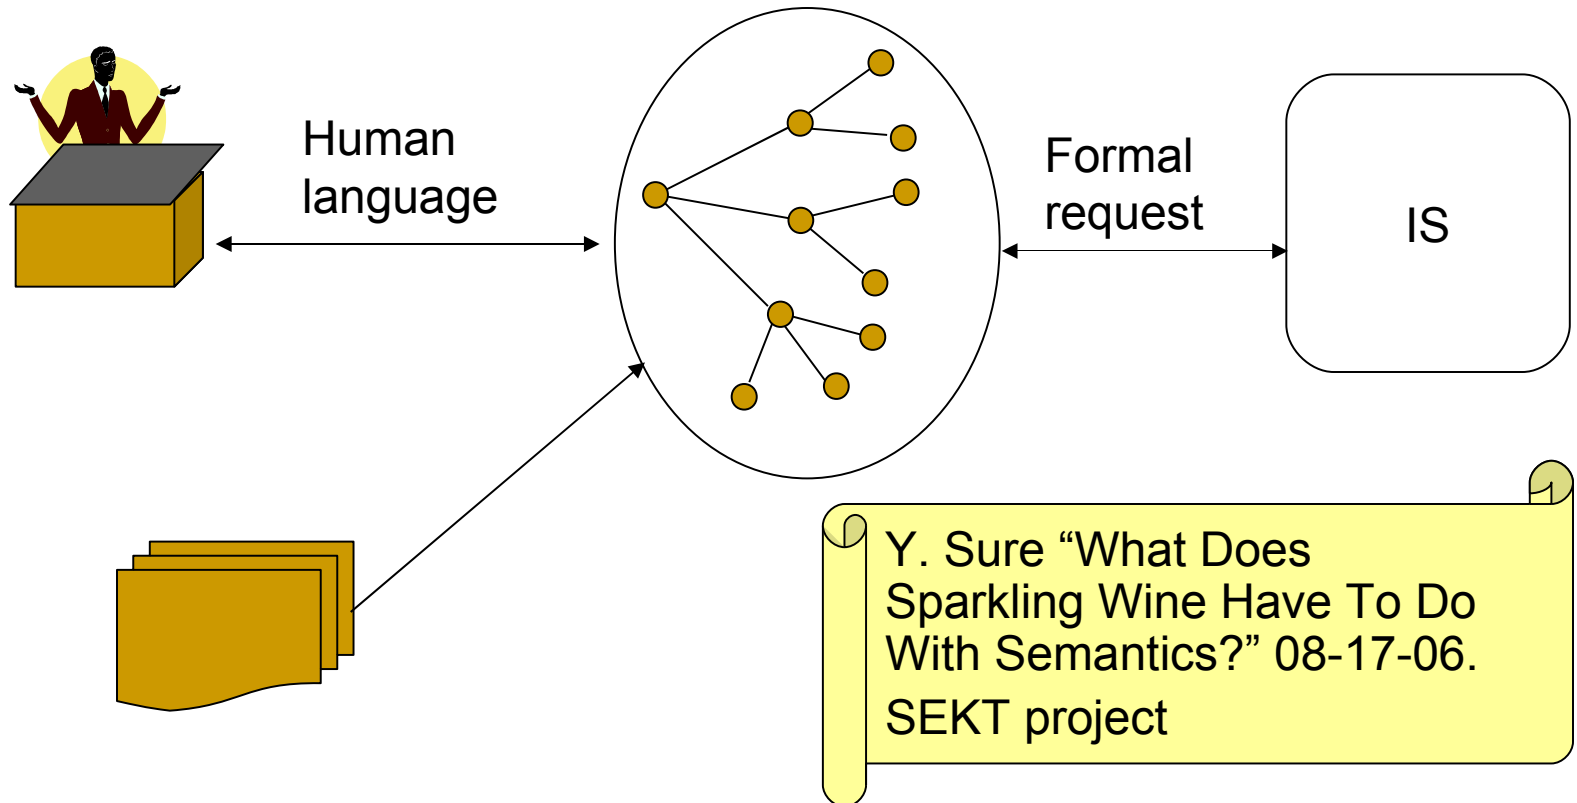 Human
language
Formal
request
IS
Y. Sure “What Does
Sparkling Wine Have To Do
With Semantics?” 08-17-06.
SEKT project